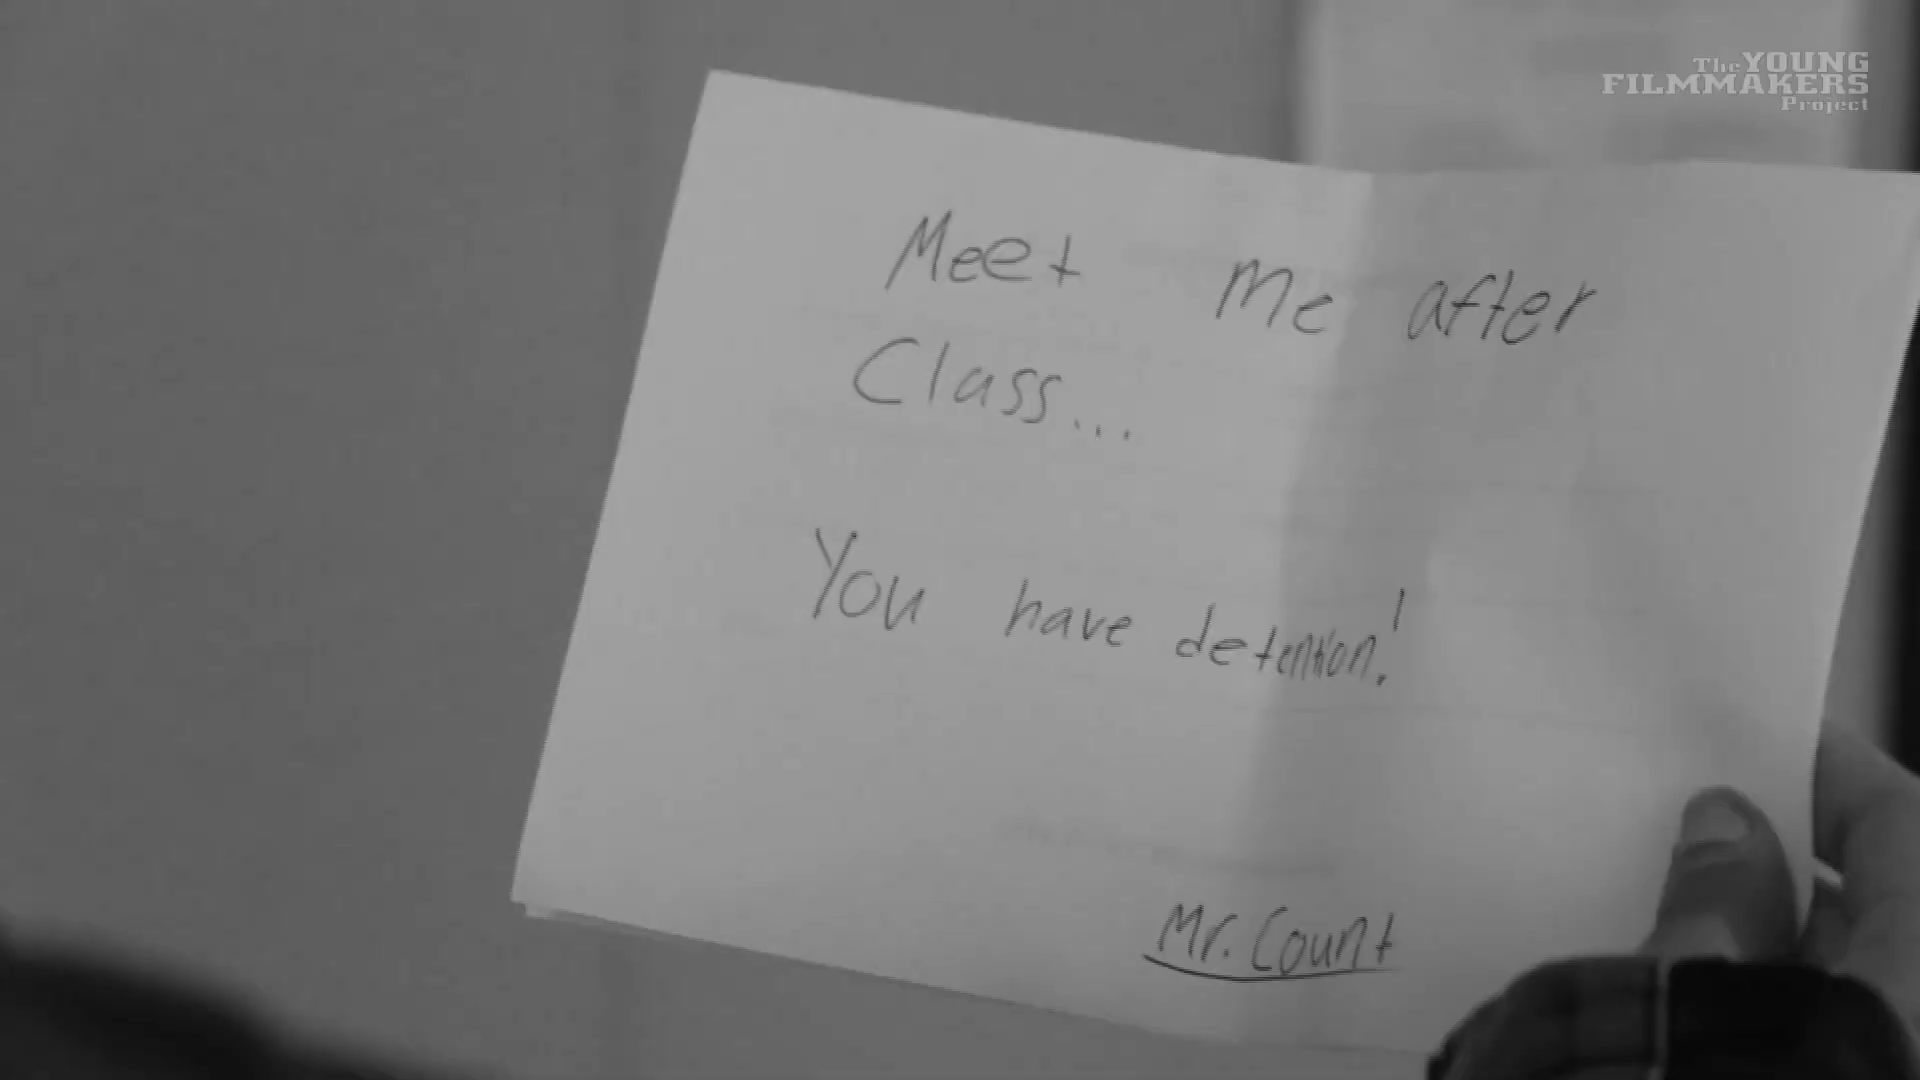 The YOUNG
FILMMAKERS
Project
Meet me after
Class...
You have detention!
Mr. Count